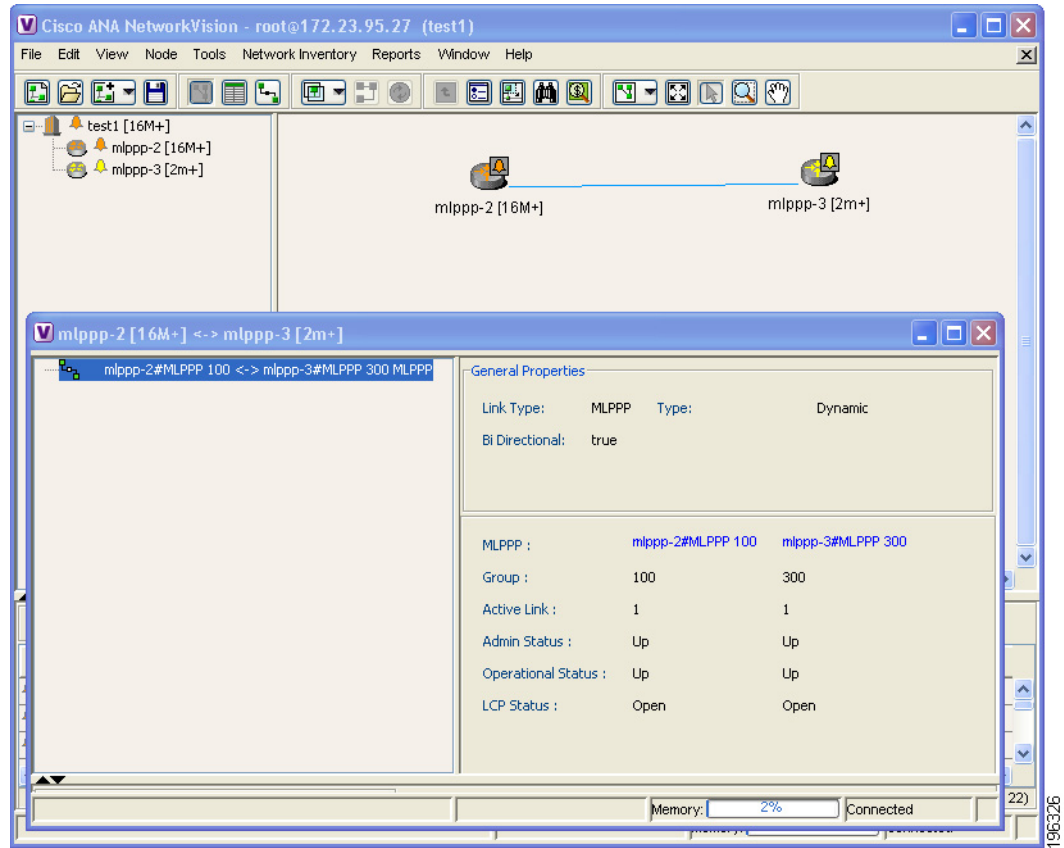 Cisco ANA NetworkVision - root@172.23.95.27 (test1)
File Edit View Node Tools Network Inventory Reports Window Help
test1 [16M+]
mlppp-2 [16M+]
mlppp-3 [2m+]
mlppp-2 [16M+]
mlppp-3 [2m+]
mlppp-2 [16M+] <-> mlppp-3 [2m+]
mlppp-2#MLPPP 100 <-> mlppp-3#MLPPP 300 MLPPP
General Properties
Link Type: MLPPP Type: Dynamic
Bi Directional: true
MLPPP : mlppp-2#MLPPP 100 mlppp-3#MLPPP 300
Group : 100 300
Active Link : 1 1
Admin Status : Up Up
Operational Status : Up Up
LCP Status : Open Open
Memory: 2% Connected
22)
196326